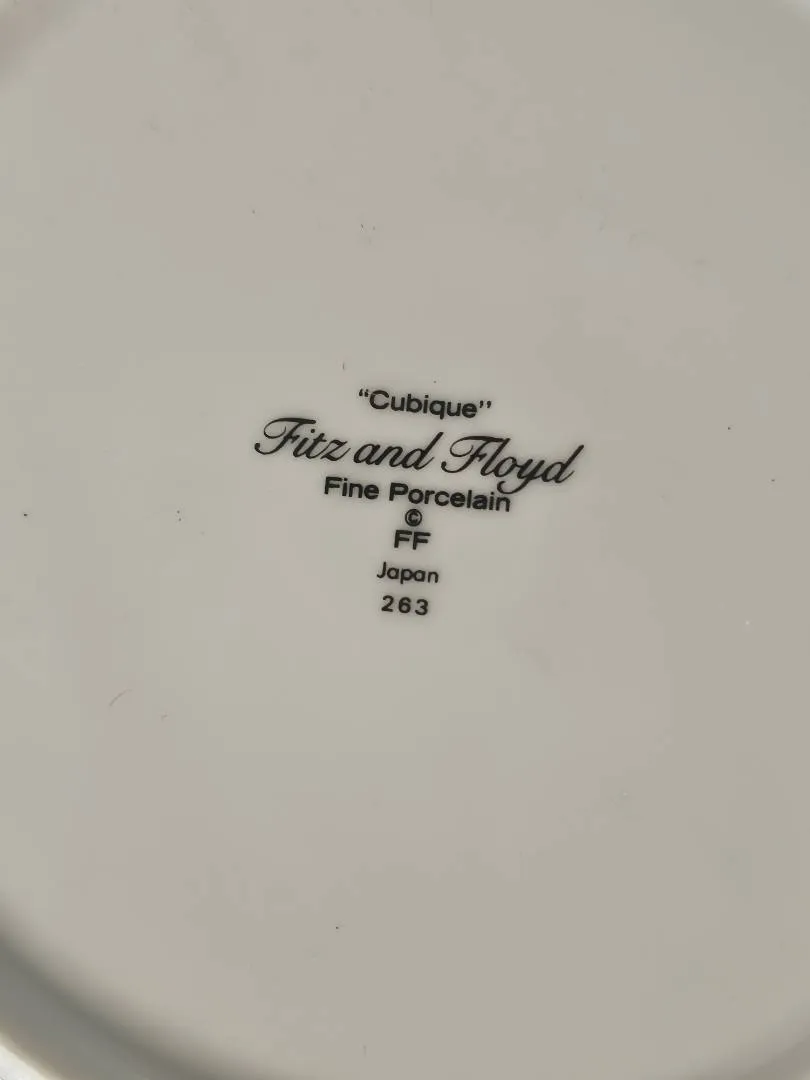 “Cubique”
Fitz and Floyd
Fine Porcelain
©
FF
Japan
263